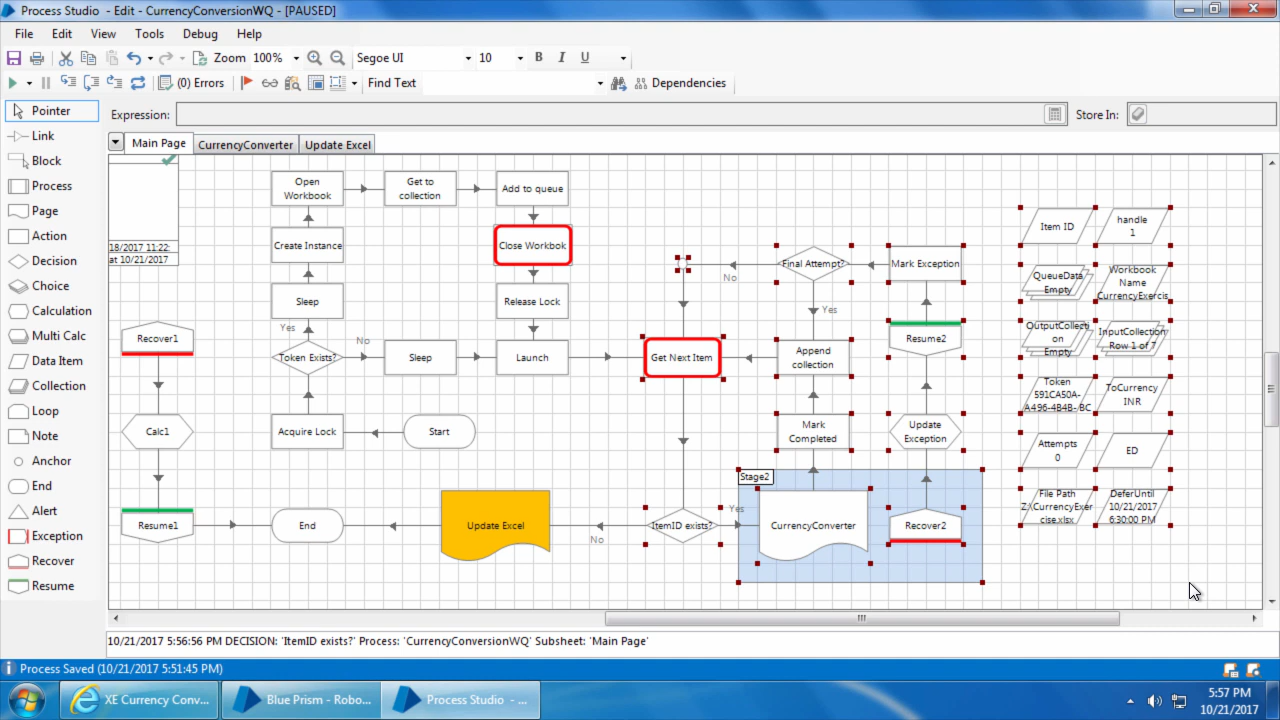 Process Studio - Edit - CurrencyConversionWQ - [PAUSED]
File Edit View Tools Debug Help
Zoom 100% Segoe UI 10 B I U
(0) Errors Find Text Dependencies
Pointer
Link
Block
Process
Page
Action
Decision
Choice
Calculation
Multi Calc
Data Item
Collection
Loop
Note
Anchor
End
Alert
Exception
Recover
Resume
Expression: Store In:
Main Page CurrencyConverter Update Excel
18/2017 11:22:
at 10/21/2017
Open
Workbook
Get to
collection
Add to queue
Create Instance
Close Workbok
Sleep
Release Lock
Yes
No
Recover1
Token Exists?
Sleep
Launch
Calc1
Acquire Lock
Start
Resume1
End
Update Excel
No
Final Attempt?
Mark Exception
No
Yes
Get Next Item
Append
collection
Resume2
Mark
Completed
Update
Exception
Stage2
ItemID exists?
Yes
CurrencyConverter
Recover2
Item ID
handle
1
QueueData
Empty
Workbook
Name
CurrencyExercis
OutputCollecti
on
Empty
InputCollection
Row 1 of 7
Token
591CA50A-
A496-4B4B-BC
ToCurrency
INR
Attempts
0
ED
File Path
Z:\CurrencyExer
cise.xlsx
DeferUntil
10/21/2017
6:30:00 PM
10/21/2017 5:56:56 PM DECISION: 'ItemID exists?' Process: 'CurrencyConversionWQ' Subsheet: 'Main Page'
Process Saved (10/21/2017 5:51:45 PM)
XE Currency Conv...
Blue Prism - Robo...
Process Studio - ...
5:57 PM
10/21/2017